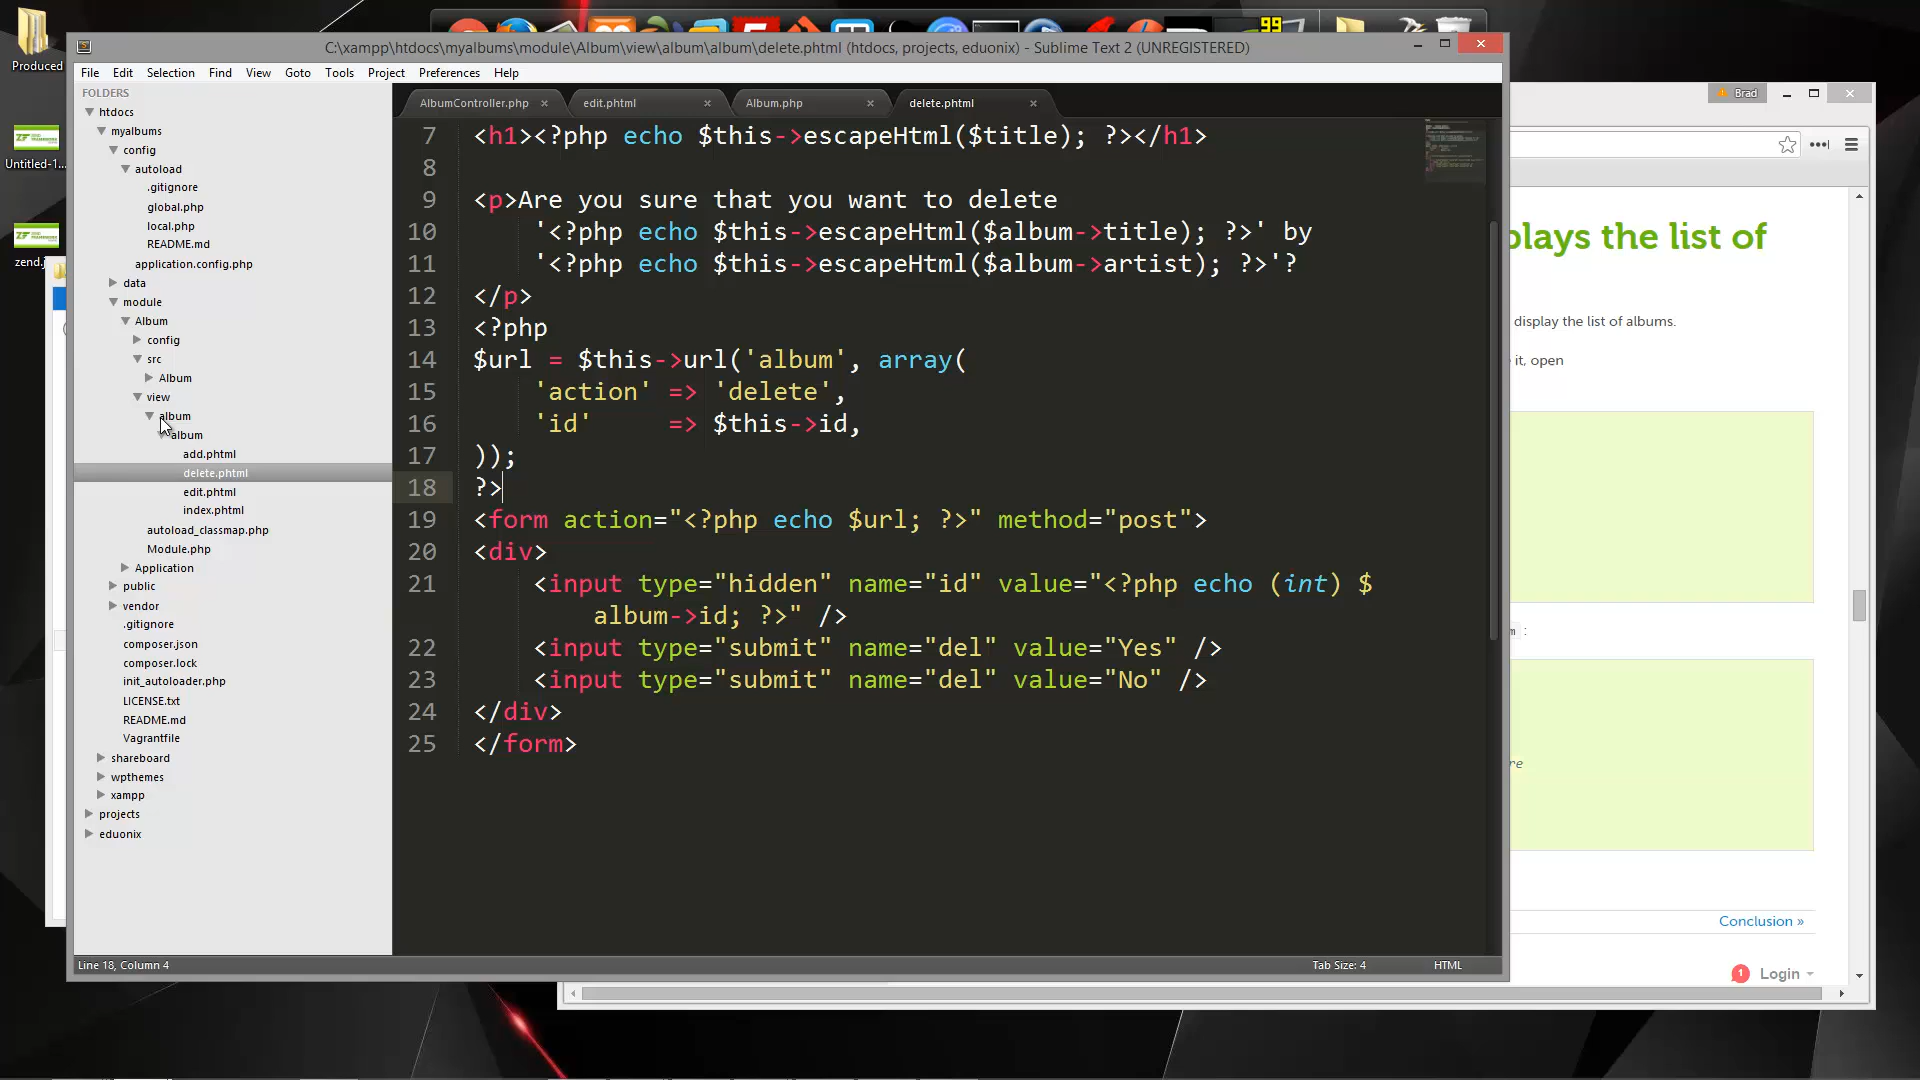 Produced
99
C:\xampp\htdocs\myalbums\module\Album\view\album\album\delete.phtml (htdocs, projects, eduonix) - Sublime Text 2 (UNREGISTERED)
File Edit Selection Find View Goto Tools Project Preferences Help
FOLDERS
htdocs
myalbums
config
autoload
.gitignore
global.php
local.php
README.md
application.config.php
data
module
Album
config
src
Album
view
album
album
add.phtml
delete.phtml
edit.phtml
index.phtml
autoload_classmap.php
Module.php
Application
public
vendor
.gitignore
composer.json
composer.lock
init_autoloader.php
LICENSE.txt
README.md
Vagrantfile
shareboard
wpthemes
xampp
projects
eduonix
Untitled-1...
zend.j
AlbumController.php edit.phtml Album.php delete.phtml
7 <h1><?php echo $this->escapeHtml($title); ?></h1>
8
9 <p>Are you sure that you want to delete
10 '<?php echo $this->escapeHtml($album->title); ?>' by
11 '<?php echo $this->escapeHtml($album->artist); ?>'?
12 </p>
13 <?php
14 $url = $this->url('album', array(
15 'action' => 'delete',
16 'id' => $this->id,
17 ));
18 ?>
19 <form action="<?php echo $url; ?>" method="post">
20 <div>
21 <input type="hidden" name="id" value="<?php echo (int) $
album->id; ?>" />
22 <input type="submit" name="del" value="Yes" />
23 <input type="submit" name="del" value="No" />
24 </div>
25 </form>
Line 18, Column 4
Tab Size: 4
HTML
Brad
plays the list of
display the list of albums.
it, open
m :
re
Conclusion »
1 Login